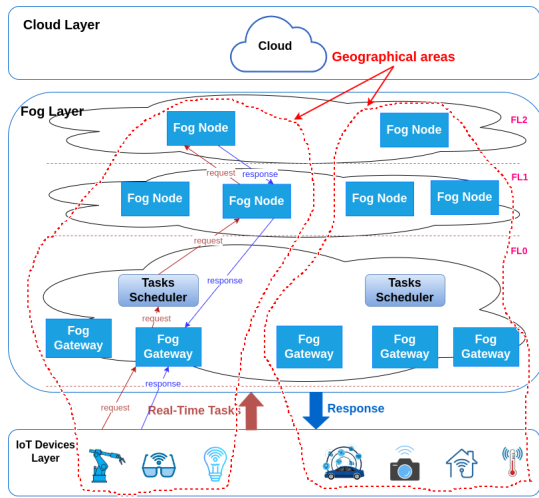 Cloud Layer
Cloud
Geographical areas
Fog Layer
FL2
Fog Node
Fog Node
request
response
FL1
Fog Node
Fog Node
Fog Node
Fog Node
request
FL0
response
Tasks
Scheduler
Tasks
Scheduler
request
Fog
Gateway
Fog
Gateway
Fog
Gateway
Fog
Gateway
Fog
Gateway
response
request
Real-Time Tasks
Response
IoT Devices
Layer